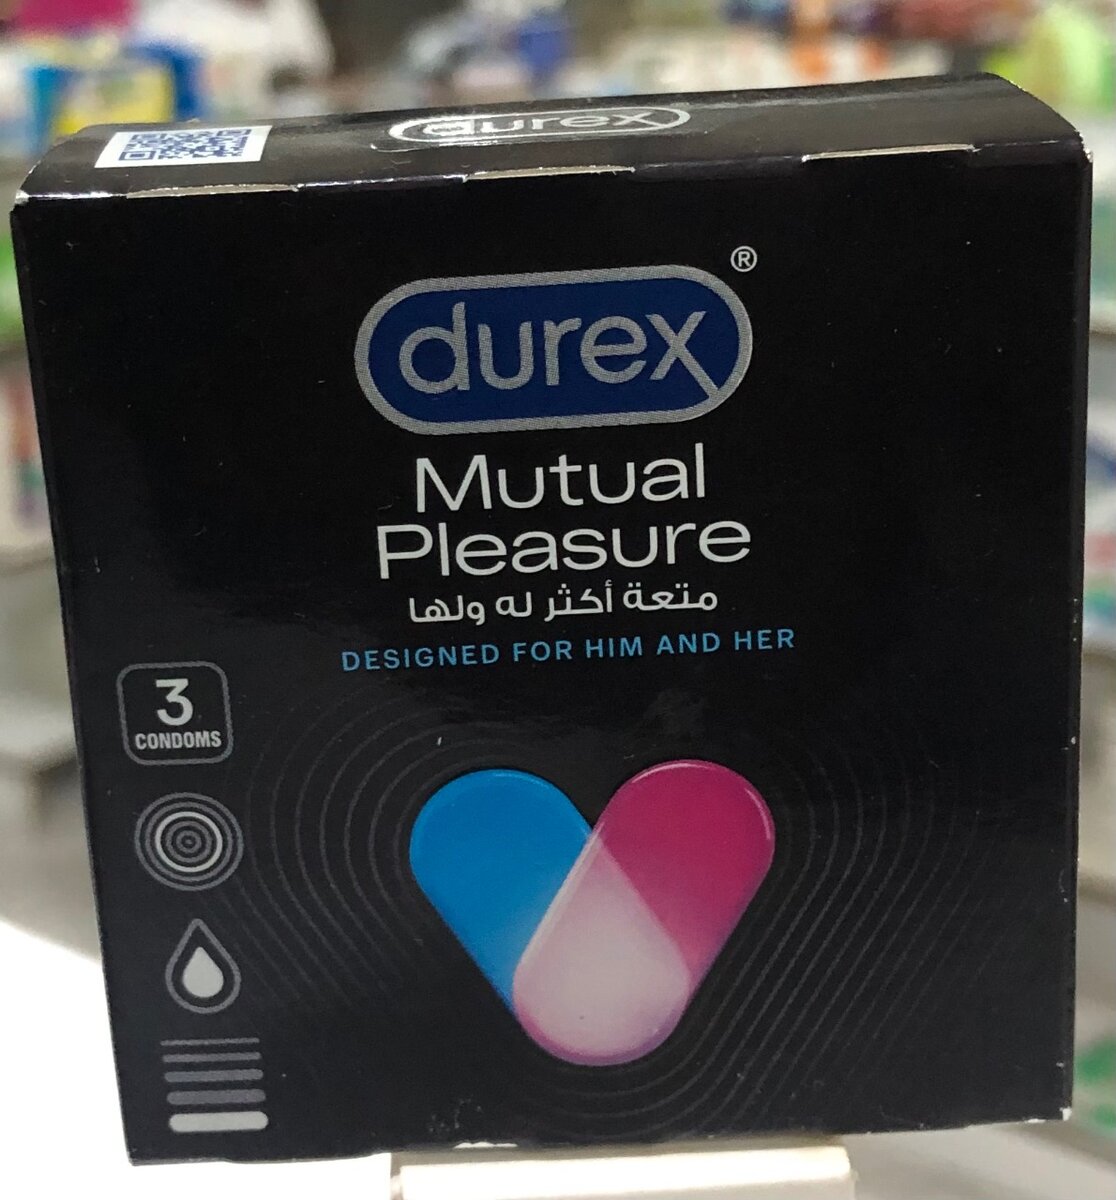 durex
durex®
Mutual
Pleasure
متعة أكثر له ولها
DESIGNED FOR HIM AND HER
3
CONDOMS